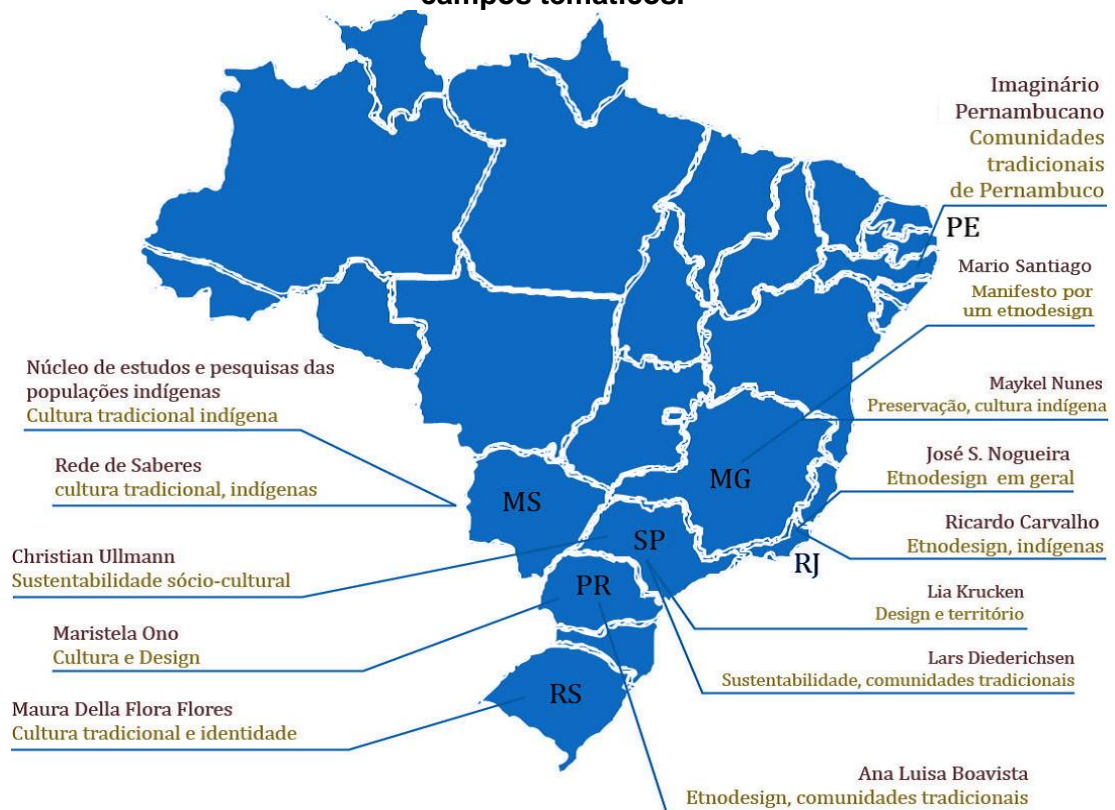 campos temáticos.
Imaginário
Pernambucano
Comunidades
tradicionais
de Pernambuco
PE
Mario Santiago
Manifesto por
um etnodesign
Núcleo de estudos e pesquisas das
populações indígenas
Cultura tradicional indígena
Maykel Nunes
Preservação, cultura indígena
José S. Nogueira
Etnodesign em geral
Rede de Saberes
cultura tradicional, indígenas
MS
MG
Ricardo Carvalho
Etnodesign, indígenas
SP
RJ
Christian Ullmann
Sustentabilidade sócio-cultural
PR
Lia Krucken
Design e território
Maristela Ono
Cultura e Design
Lars Diederichsen
Sustentabilidade, comunidades tradicionais
RS
Maura Della Flora Flores
Cultura tradicional e identidade
Ana Luisa Boavista
Etnodesign, comunidades tradicionais